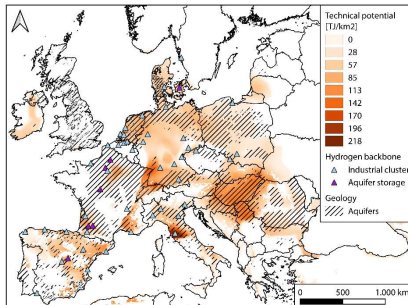 Technical potential
[TJ/km2]
0
28
57
85
113
142
170
196
218
Hydrogen backbone
Industrial cluster
Aquifer storage
Geology
Aquifers
0 500 1.000 km